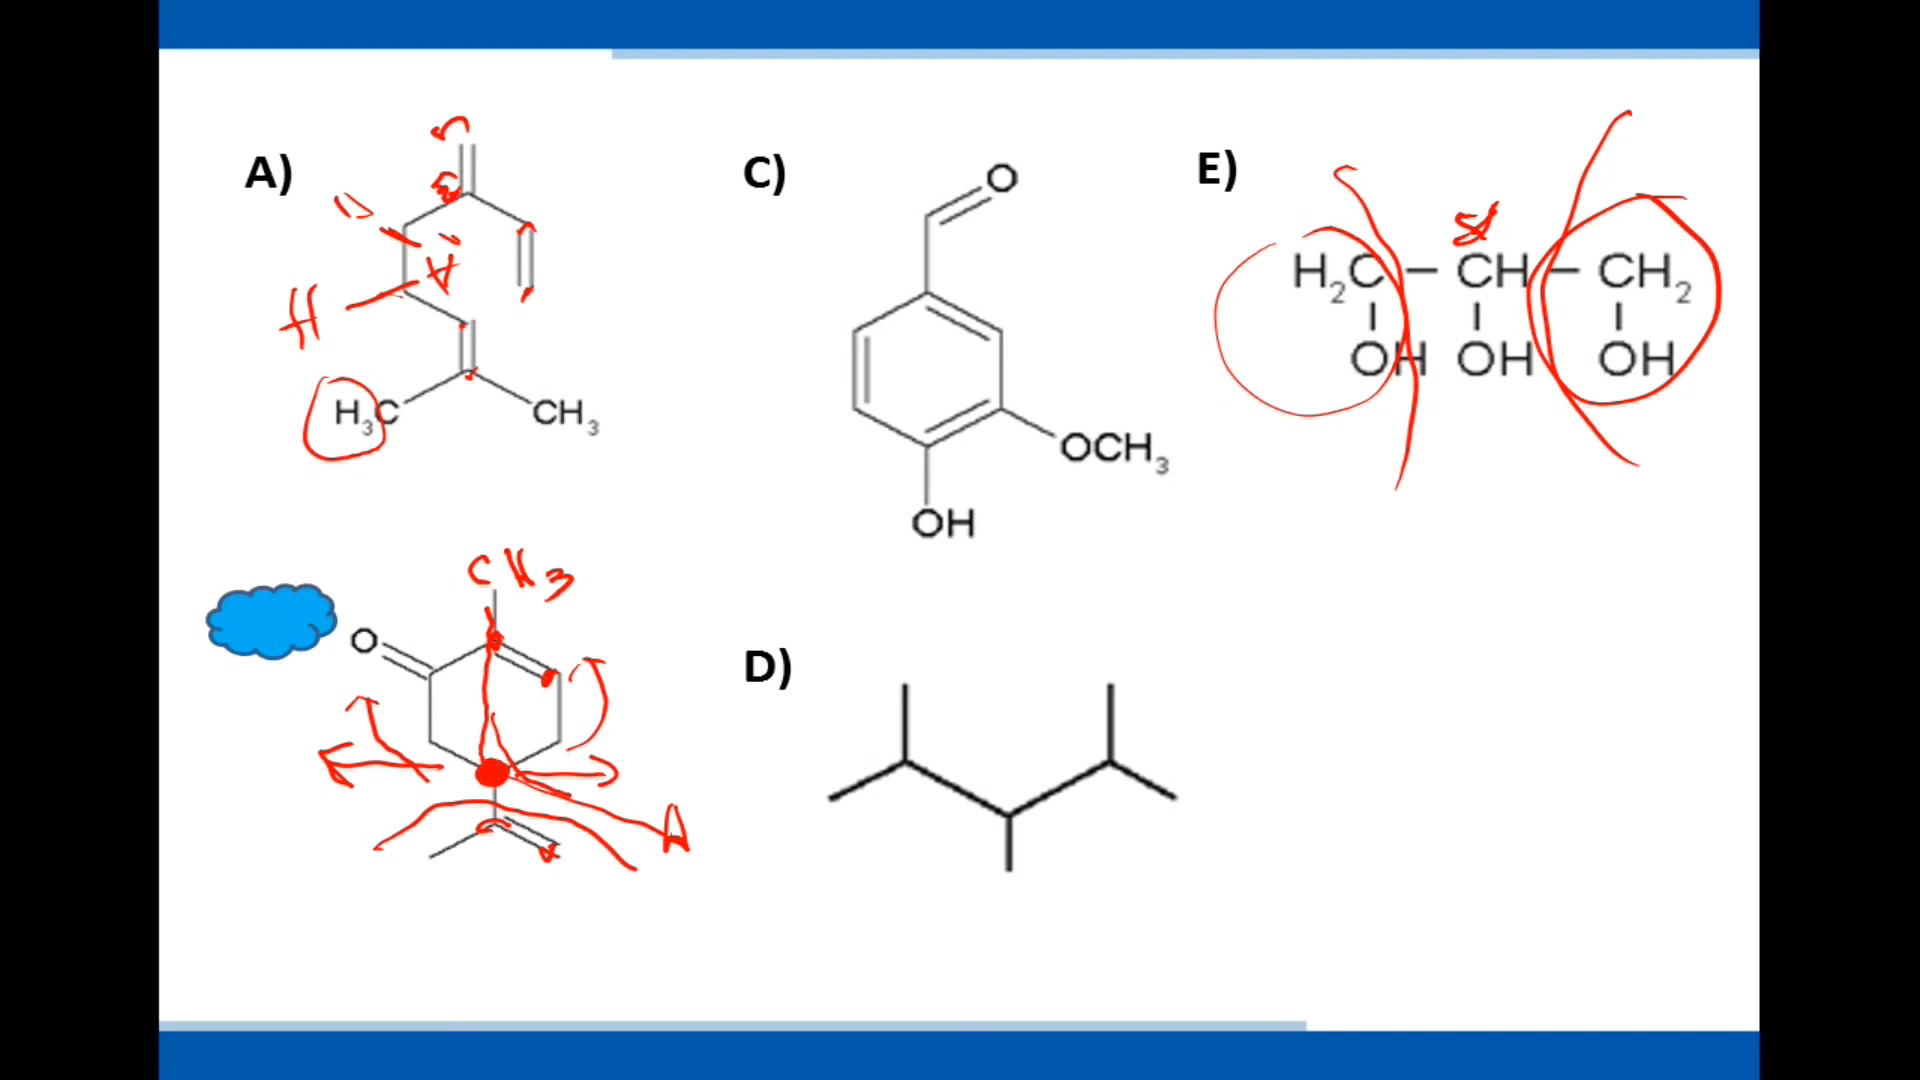 A)
H₃C
CH₃
H
C)
O
OCH₃
OH
E)
H₂C – CH – CH₂
OH OH OH
CH3
O
D)